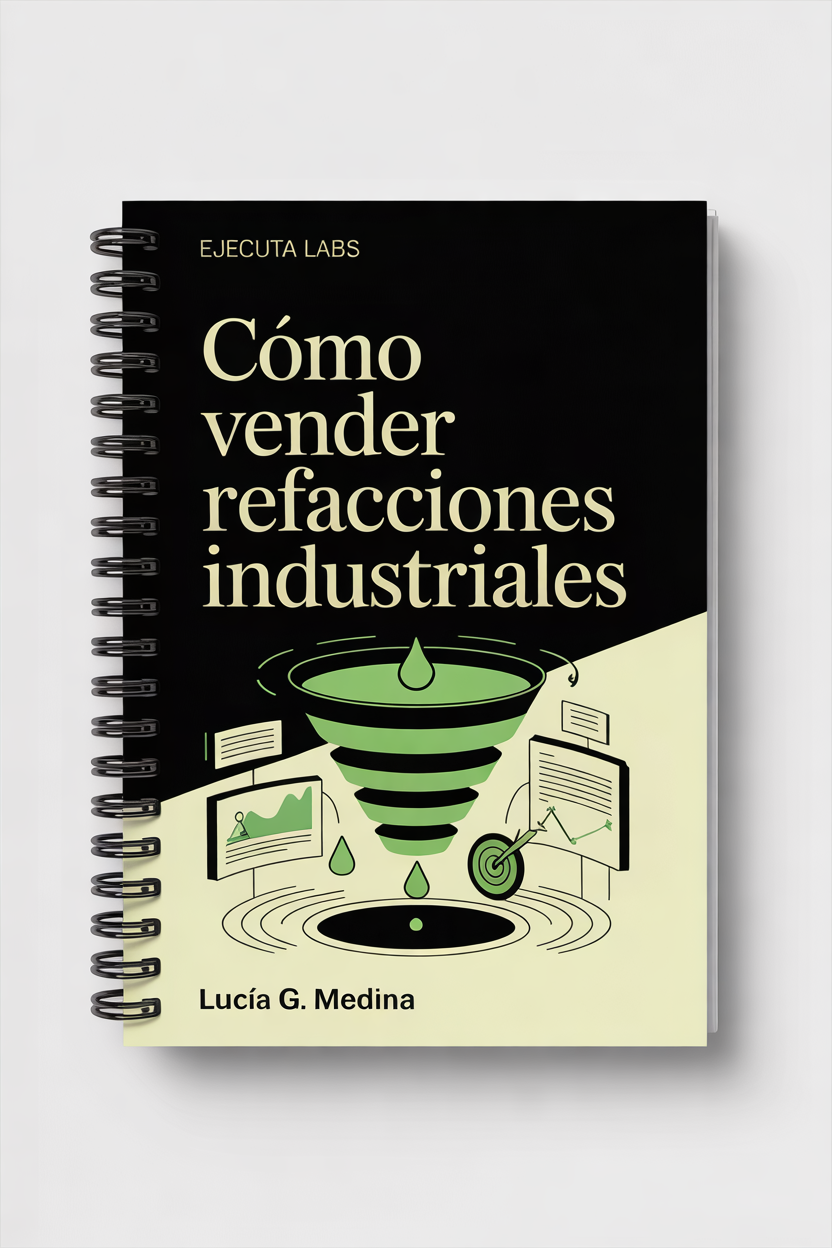 EJECUTA LABS
Cómo
vender
refacciones
industriales
Lucía G. Medina